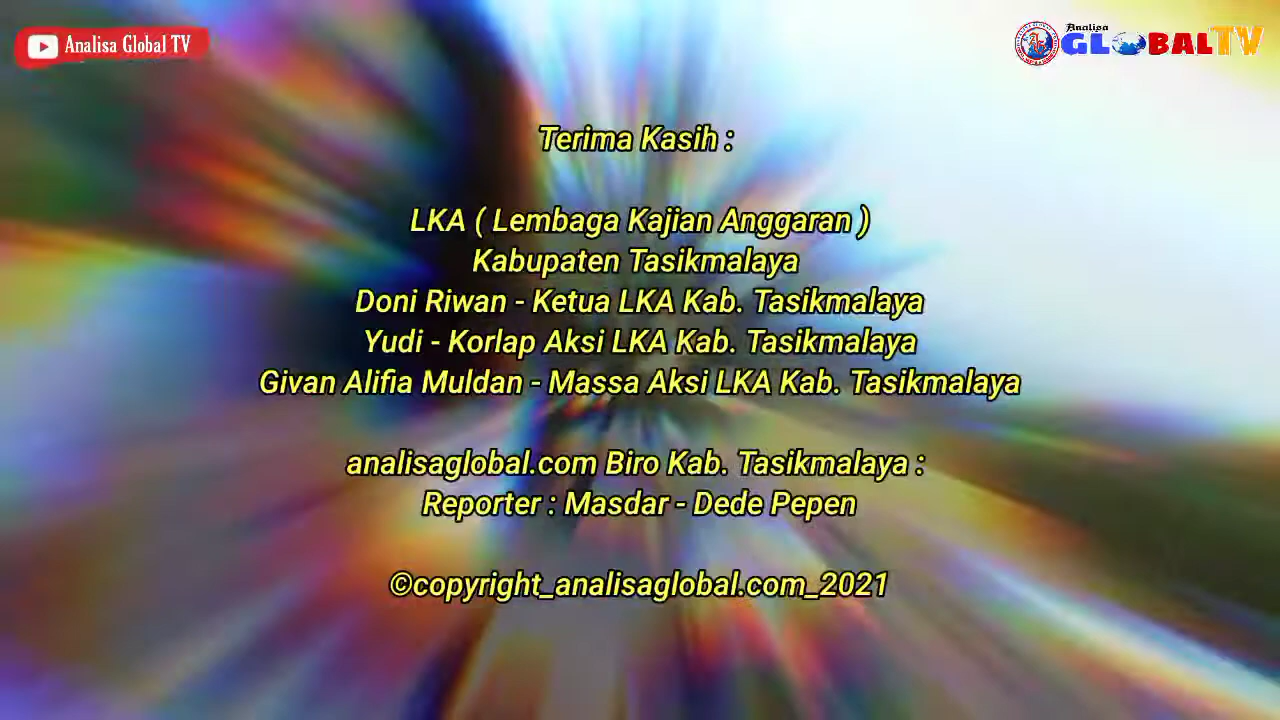 Analisa Global TV
Analisa
GLOBALTV
Terima Kasih :
LKA ( Lembaga Kajian Anggaran )
Kabupaten Tasikmalaya
Doni Riwan - Ketua LKA Kab. Tasikmalaya
Yudi - Korlap Aksi LKA Kab. Tasikmalaya
Givan Alifia Muldan - Massa Aksi LKA Kab. Tasikmalaya
analisaglobal.com Biro Kab. Tasikmalaya :
Reporter : Masdar - Dede Pepen
©copyright_analisaglobal.com_2021